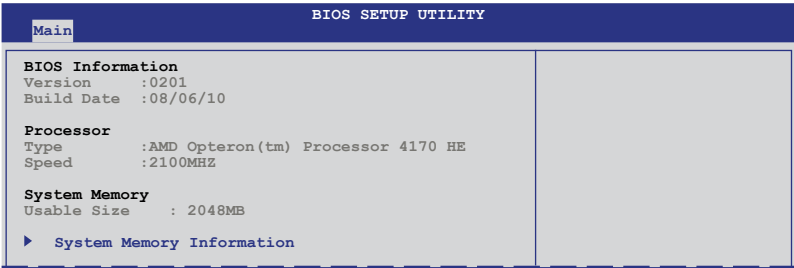 BIOS SETUP UTILITY
Main
BIOS Information
Version :0201
Build Date :08/06/10
Processor
Type :AMD Opteron(tm) Processor 4170 HE
Speed :2100MHZ
System Memory
Usable Size : 2048MB
System Memory Information